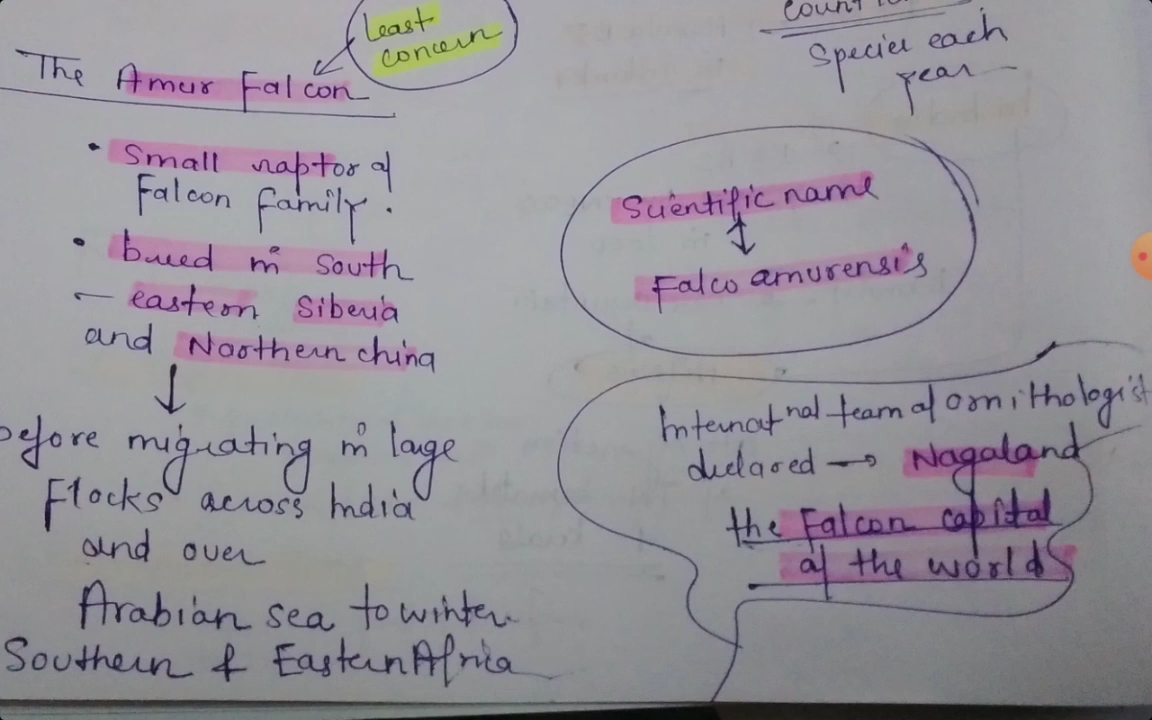 Least
concern
The Amur Falcon
• Small raptor of
Falcon family.
• breed in South
– eastern Siberia
and Northern china
↓
before migrating in lage
Flocks across India
and over
Arabian sea to winter
Southern & Eastern Africa
Species each
year
Scientific name
↕
Falco amurensis
Internatnal team of ornithologist
declared → Nagaland
the Falcon capital
of the world